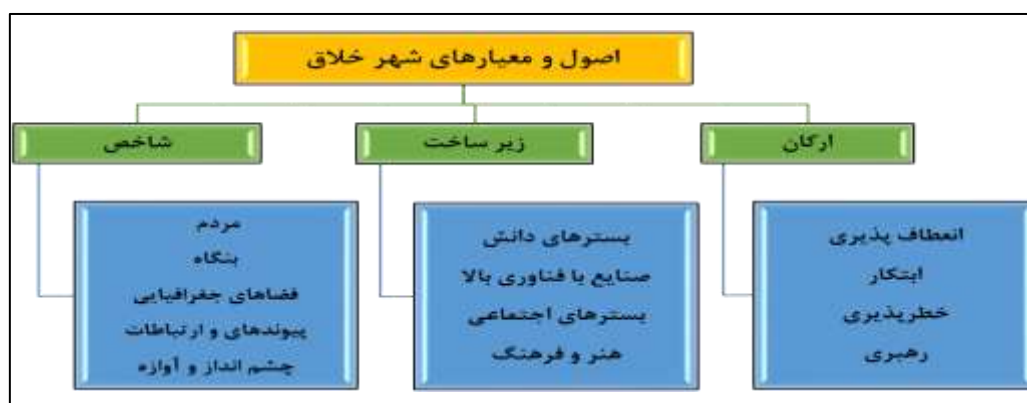 اصول و معیارهای شهر خلاق
ارکان
زیر ساخت
شاخص
انعطاف پذیری
ابتکار
خطرپذیری
رهبری
بسترهای دانش
صنایع با فناوری بالا
بسترهای اجتماعی
هنر و فرهنگ
مردم
بنگاه
فضاهای جغرافیایی
پیوندهای و ارتباطات
چشم انداز و آوازه